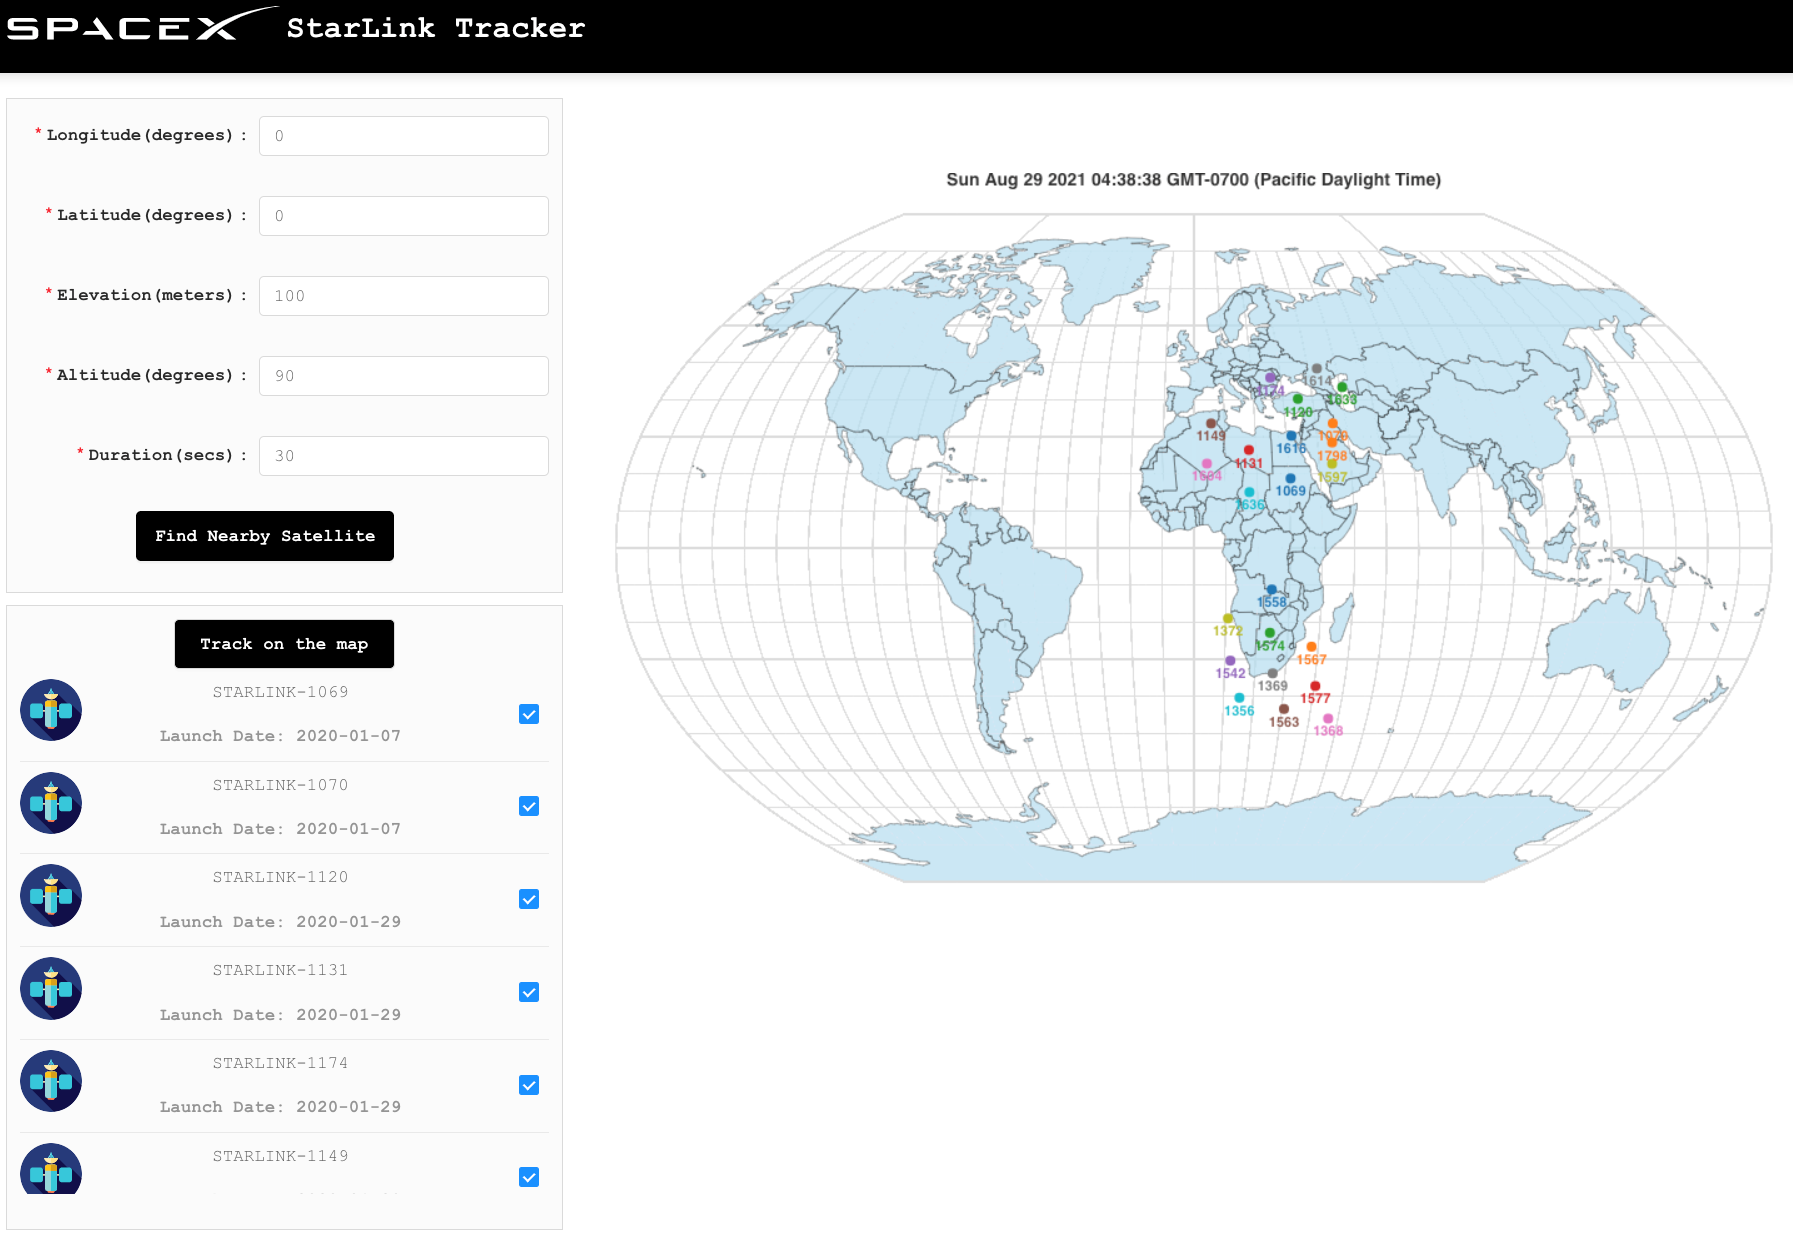 SPACEX StarLink Tracker
* Longitude(degrees) : 0
* Latitude(degrees) : 0
* Elevation(meters) : 100
* Altitude(degrees) : 90
* Duration(secs) : 30
Find Nearby Satellite
Track on the map
STARLINK-1069
Launch Date: 2020-01-07
STARLINK-1070
Launch Date: 2020-01-07
STARLINK-1120
Launch Date: 2020-01-29
STARLINK-1131
Launch Date: 2020-01-29
STARLINK-1174
Launch Date: 2020-01-29
STARLINK-1149
Sun Aug 29 2021 04:38:38 GMT-0700 (Pacific Daylight Time)
1614
1174
1633
1120
1149
1070
1131
1798
1597
1069
1636
1558
1372
1574
1567
1542
1369
1577
1356
1563
1368